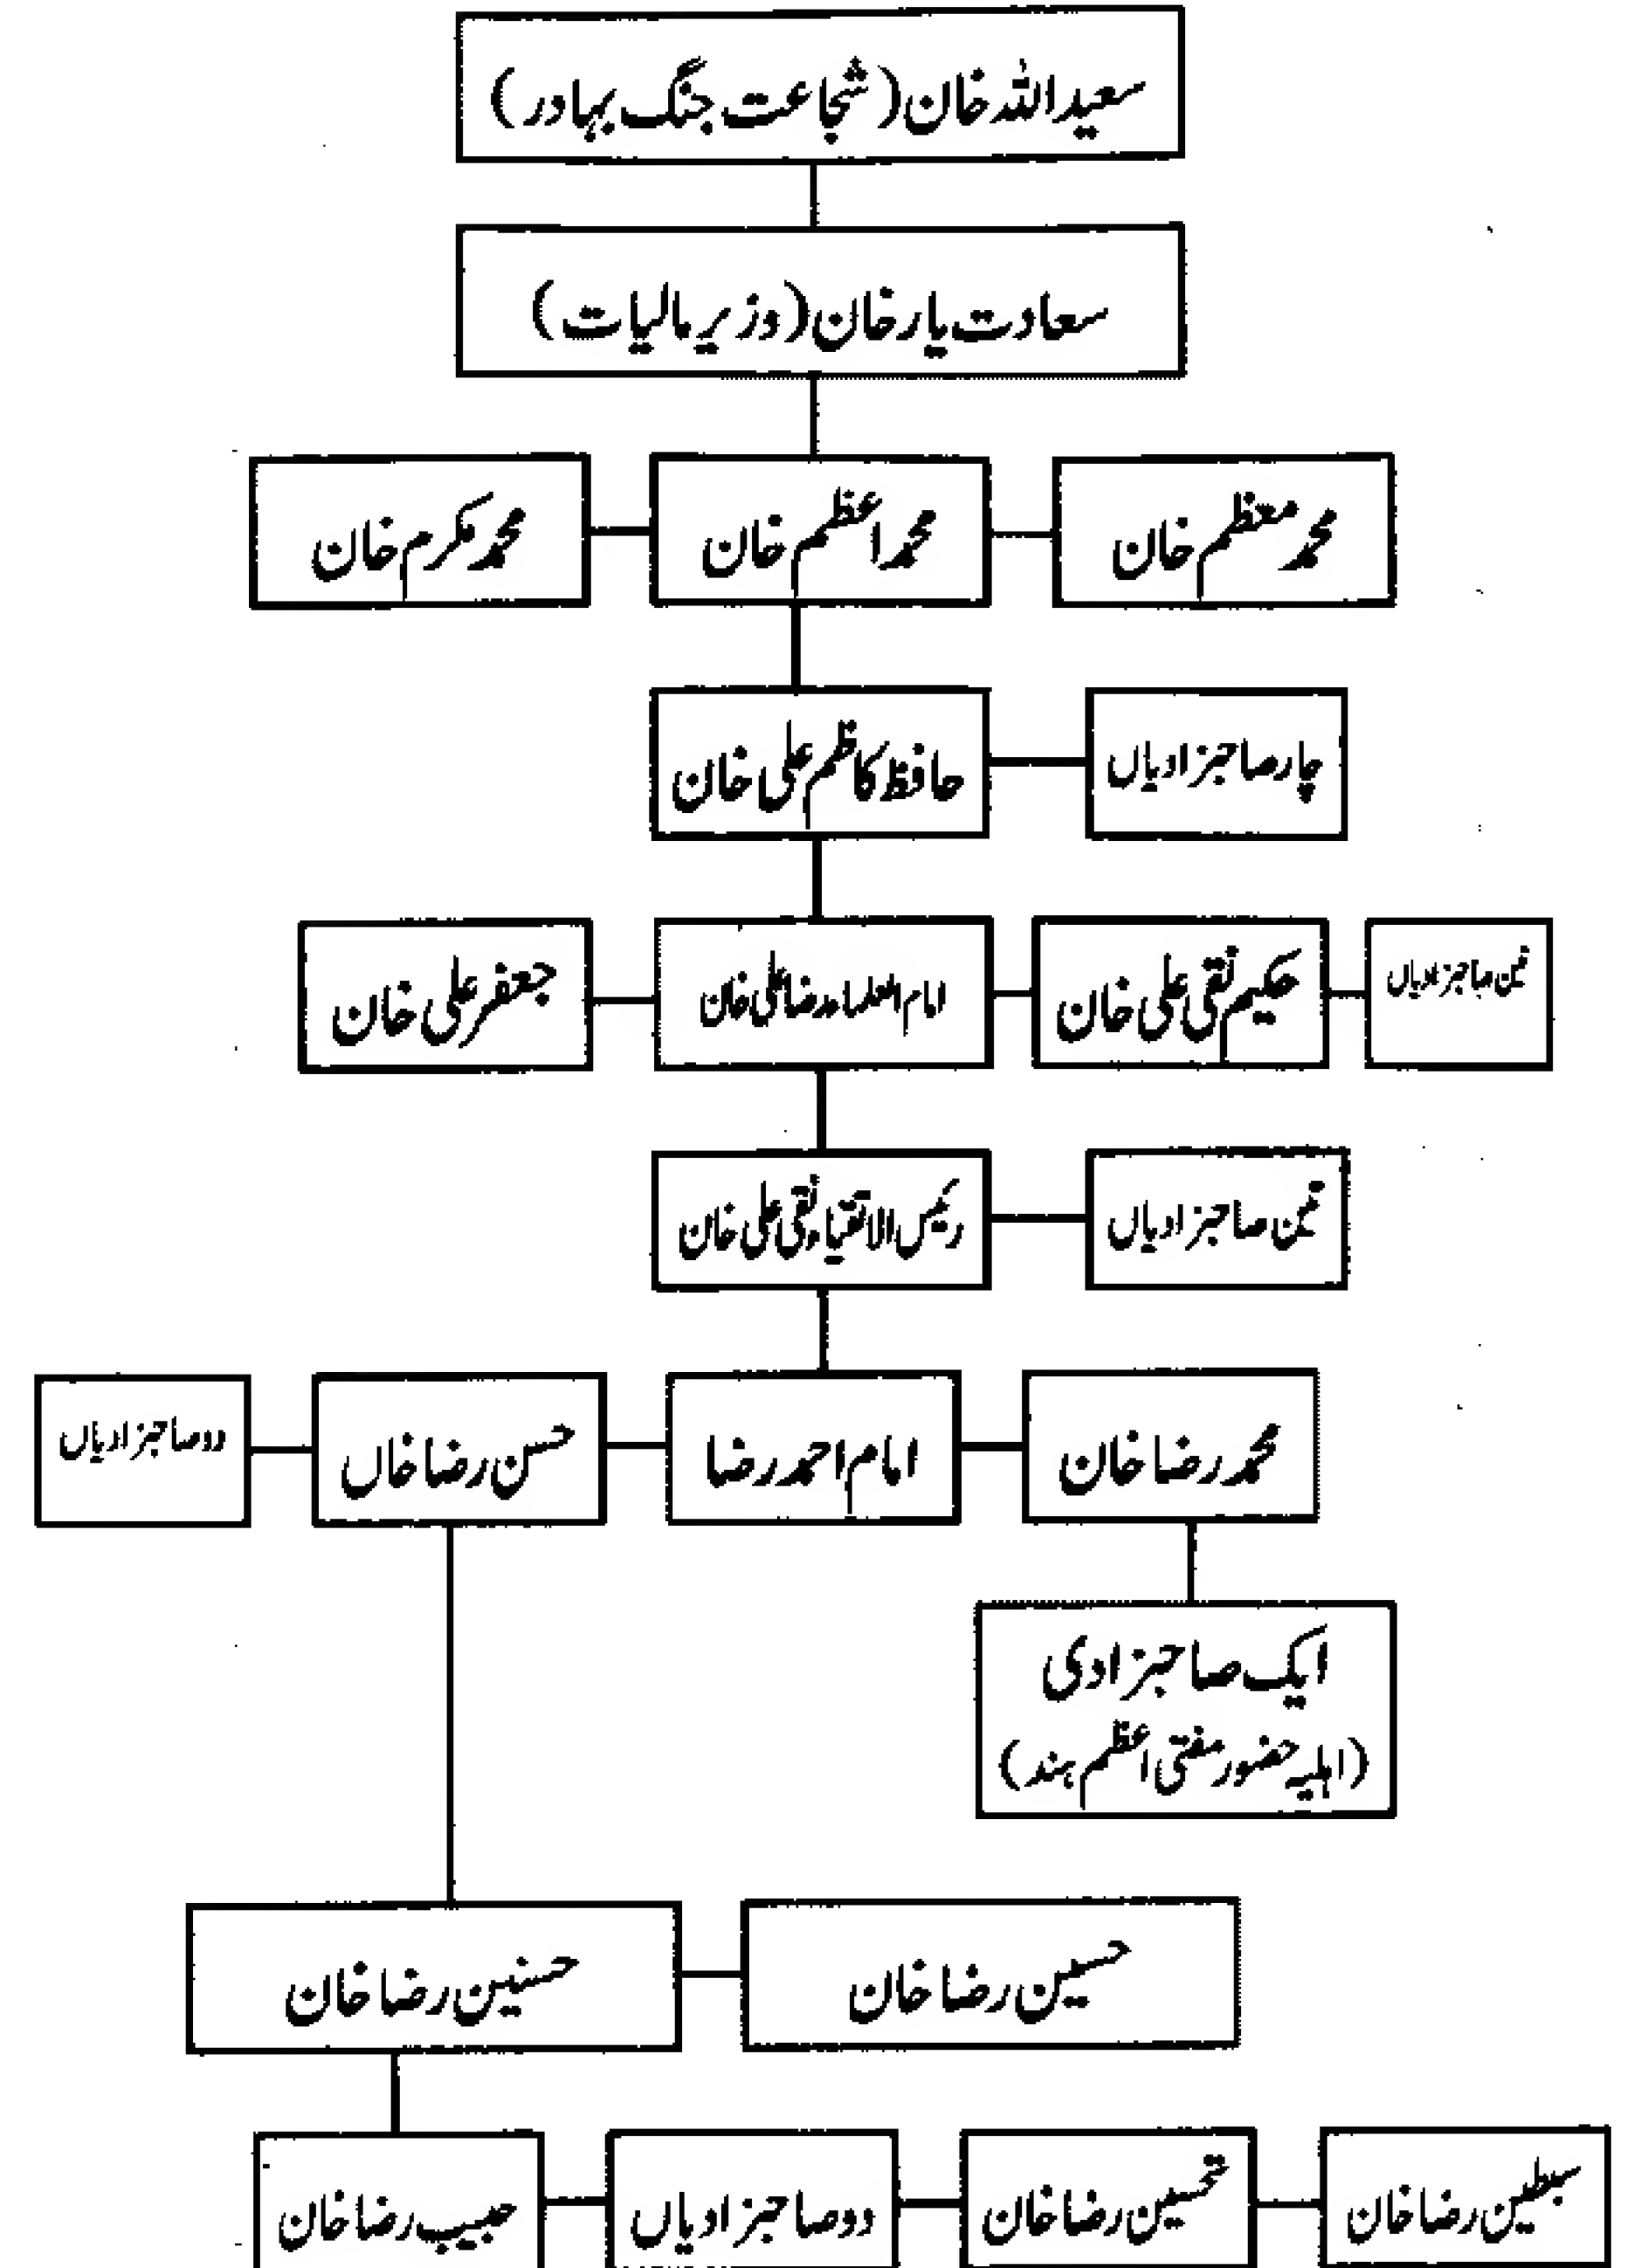 سعید اللہ خان (شجاعت جنگ بہادر)
سعادت یار خان (وزیر مالیات)
محمد معظم خان
محمد اعظم خان
محمد مکرم خان
چار صاحبزادیاں
حافظ کاظم علی خان
تین صاحبزادیاں
حکیم نقی علی خان
امام العلماء رضا علی خان
جعفر علی خان
تین صاحبزادیاں
رئیس الاتقیاء نقی علی خان
محمد رضا خان
امام احمد رضا
حسن رضا خاں
دو صاحبزادیاں
ایک صاحبزادی
(اہلیہ حضور مفتی اعظم ہند)
حسین رضا خان
حسنین رضا خان
سبطین رضا خان
تحسین رضا خان
دو صاحبزادیاں
حبیب رضا خان